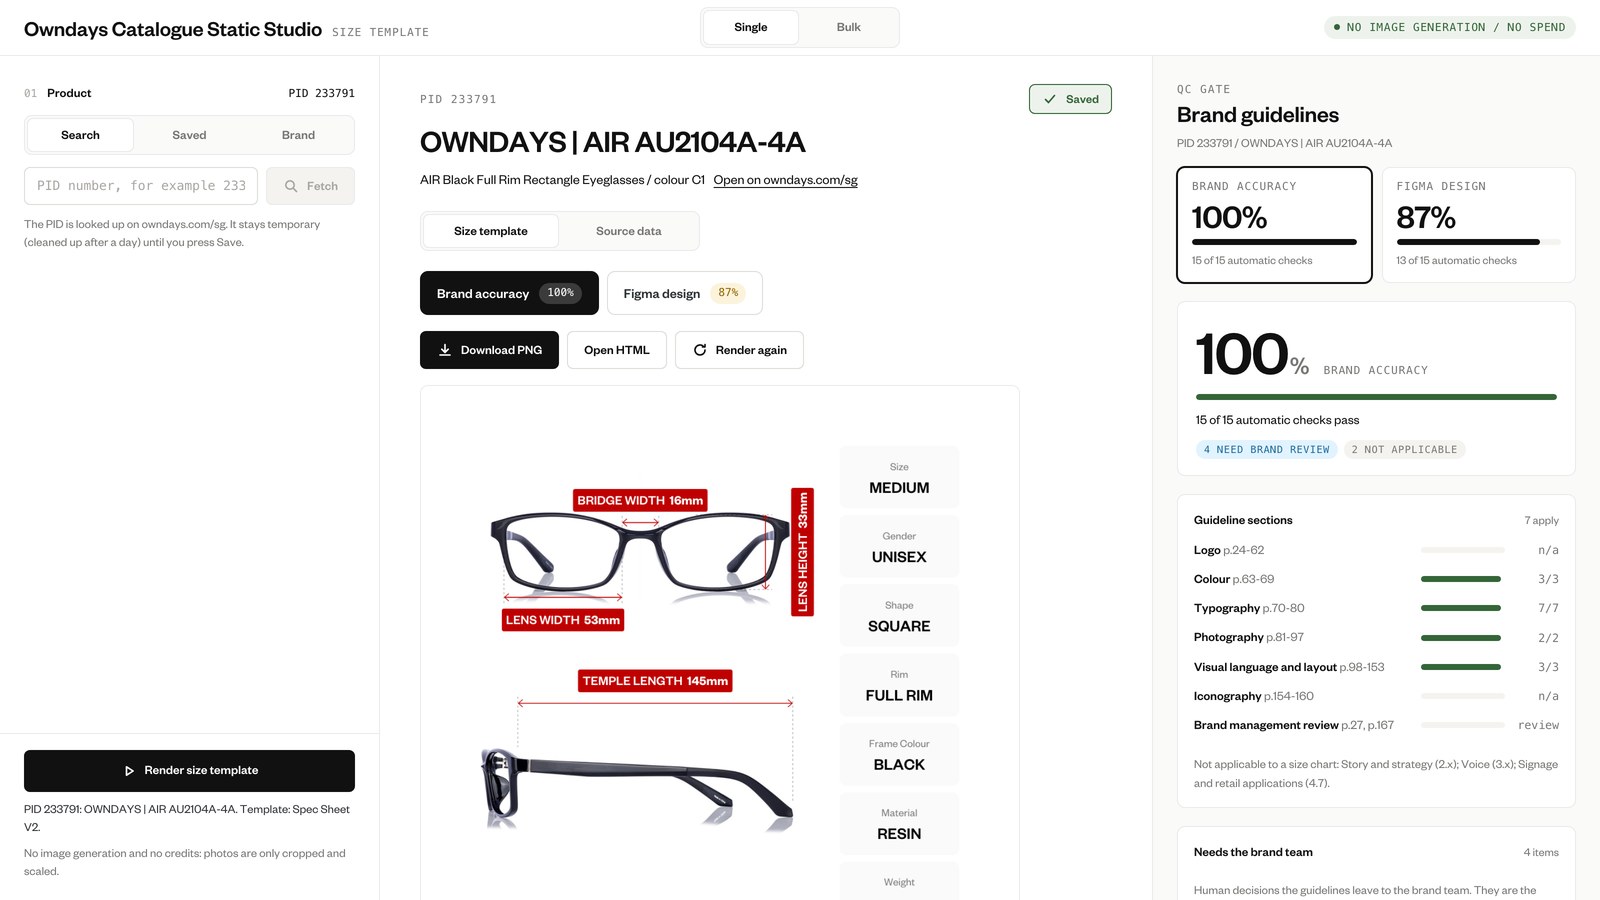 Owndays Catalogue Static Studio SIZE TEMPLATE
Single
Bulk
NO IMAGE GENERATION / NO SPEND
01 Product
PID 233791
Search
Saved
Brand
PID number, for example 233
Fetch
The PID is looked up on owndays.com/sg. It stays temporary
(cleaned up after a day) until you press Save.
Render size template
PID 233791: OWNDAYS | AIR AU2104A-4A. Template: Spec Sheet
V2.
No image generation and no credits: photos are only cropped and
scaled.
PID 233791
Saved
OWNDAYS | AIR AU2104A-4A
AIR Black Full Rim Rectangle Eyeglasses / colour C1 Open on owndays.com/sg
Size template
Source data
Brand accuracy 100%
Figma design 87%
Download PNG
Open HTML
Render again
BRIDGE WIDTH 16mm
LENS HEIGHT 33mm
LENS WIDTH 53mm
TEMPLE LENGTH 145mm
Size
MEDIUM
Gender
UNISEX
Shape
SQUARE
Rim
FULL RIM
Frame Colour
BLACK
Material
RESIN
Weight
QC GATE
Brand guidelines
PID 233791 / OWNDAYS | AIR AU2104A-4A
BRAND ACCURACY
100%
15 of 15 automatic checks
FIGMA DESIGN
87%
13 of 15 automatic checks
100% BRAND ACCURACY
15 of 15 automatic checks pass
4 NEED BRAND REVIEW
2 NOT APPLICABLE
Guideline sections
7 apply
Logo p.24-62
n/a
Colour p.63-69
3/3
Typography p.70-80
7/7
Photography p.81-97
2/2
Visual language and layout p.98-153
3/3
Iconography p.154-160
n/a
Brand management review p.27, p.167
review
Not applicable to a size chart: Story and strategy (2.x); Voice (3.x); Signage
and retail applications (4.7).
Needs the brand team
4 items
Human decisions the guidelines leave to the brand team. They are the